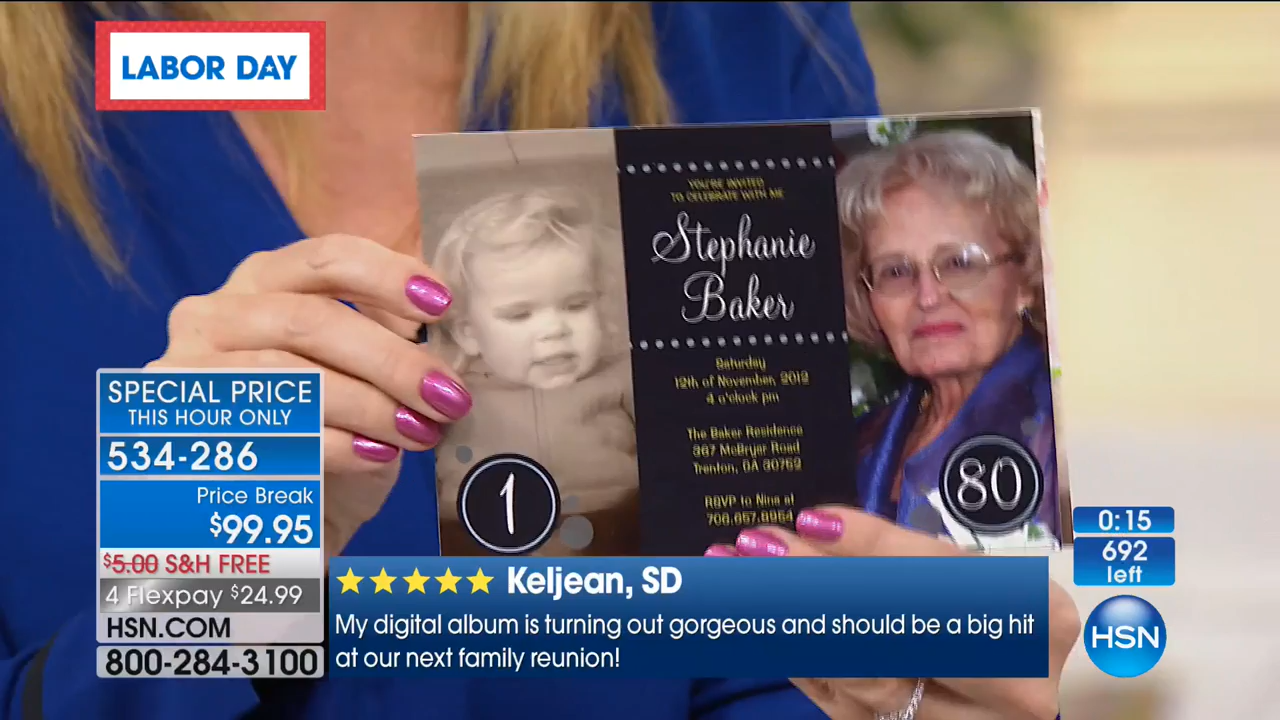 LABOR DAY
YOU'RE INVITED
TO CELEBRATE WITH ME
Stephanie
Baker
Saturday
12th of November, 2012
4 o'clock pm
The Baker Residence
367 McBryer Road
Trenton, GA 30752
RSVP to Nina at
706.657.8954
1
80
SPECIAL PRICE
THIS HOUR ONLY
534-286
Price Break
$99.95
$5.00 S&H FREE
4 Flexpay $24.99
HSN.COM
800-284-3100
Keljean, SD
My digital album is turning out gorgeous and should be a big hit
at our next family reunion!
0:15
692
left
HSN